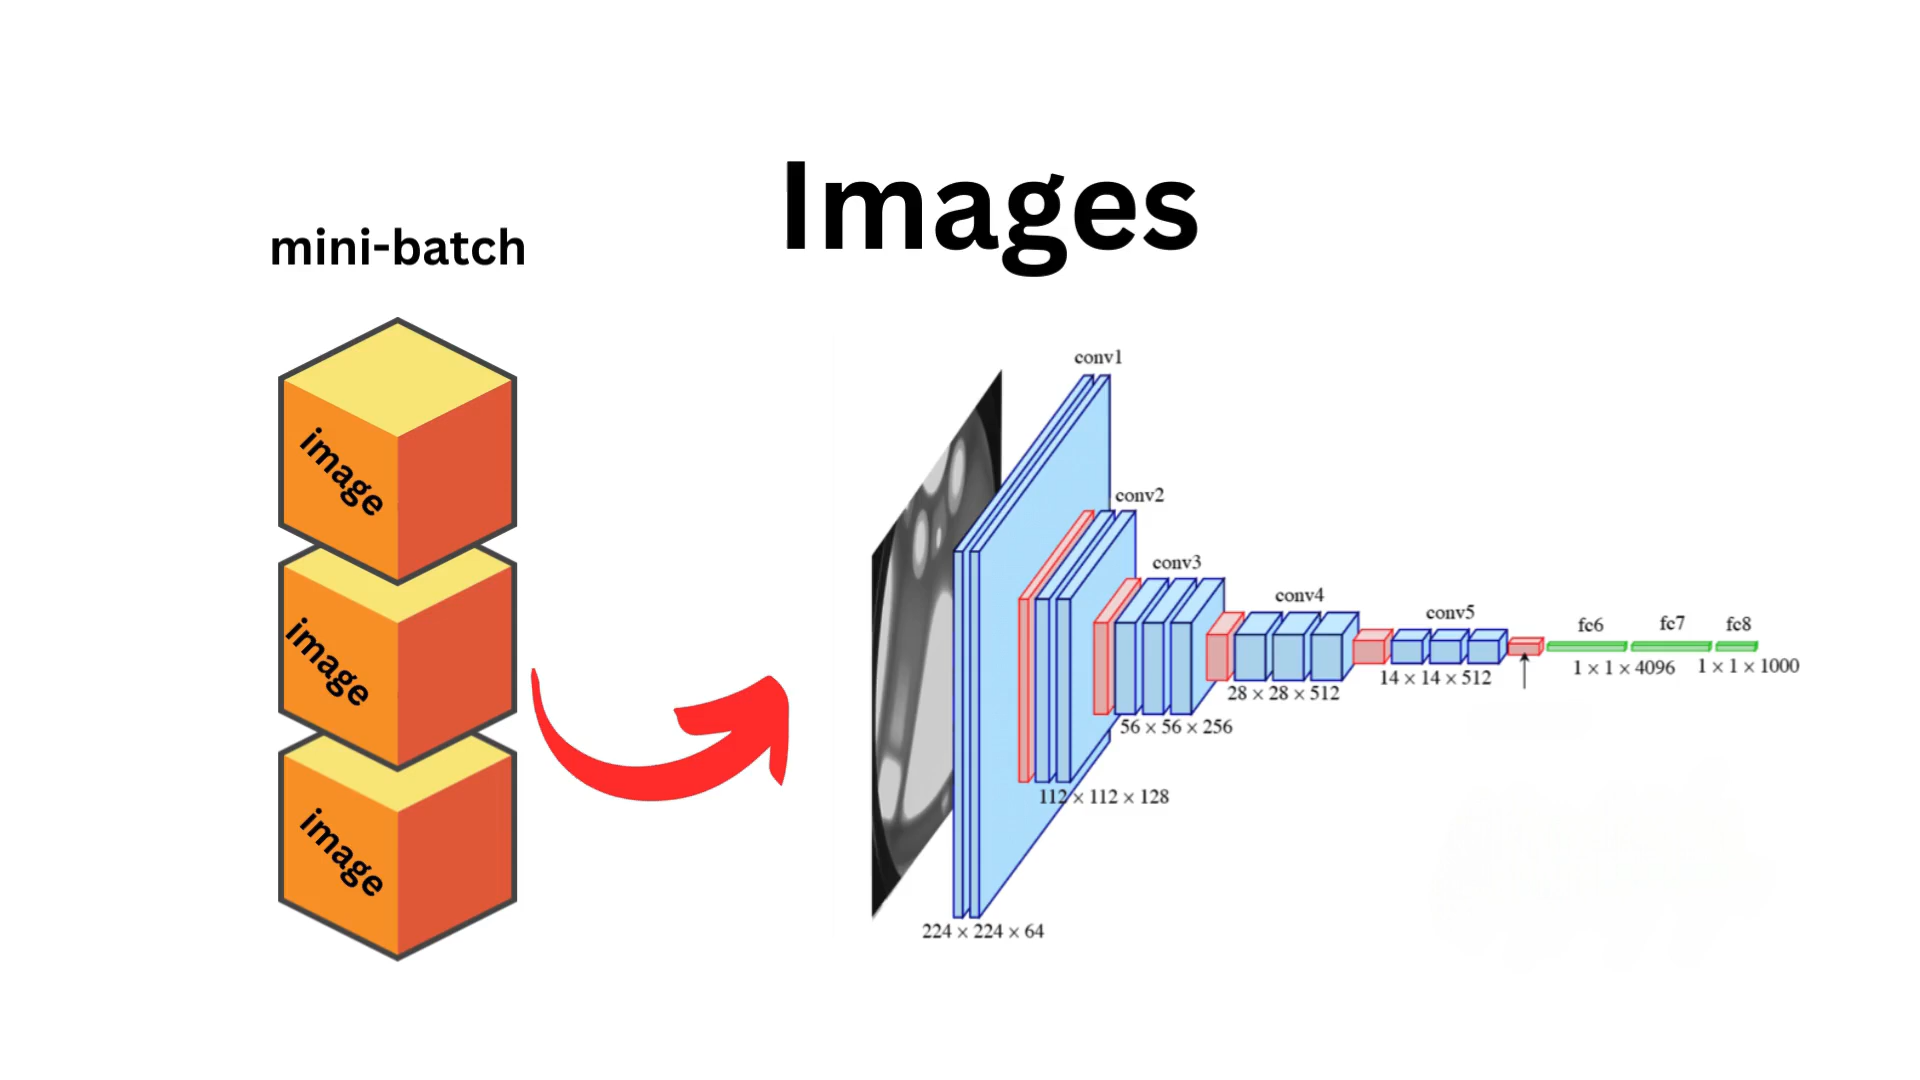 Images
mini-batch
image
image
image
conv1
conv2
conv3
conv4
conv5
fc6
fc7
fc8
1 × 1 × 4096
1 × 1 × 1000
14 × 14 × 512
28 × 28 × 512
56 × 56 × 256
112 × 112 × 128
224 × 224 × 64